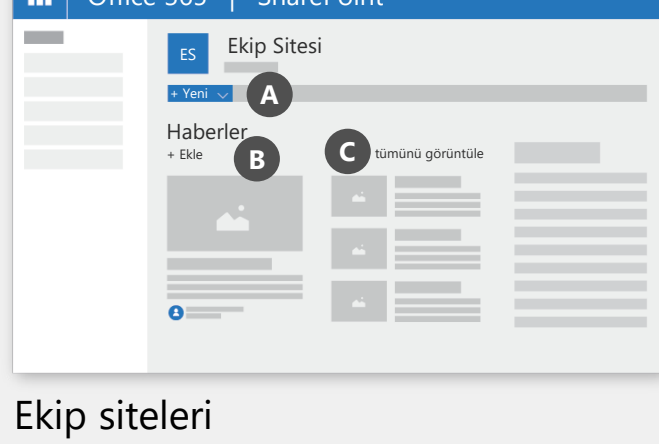 Office 365 | SharePoint
ES
Ekip Sitesi
+ Yeni
A
Haberler
+ Ekle
B
C
tümünü görüntüle
Ekip siteleri